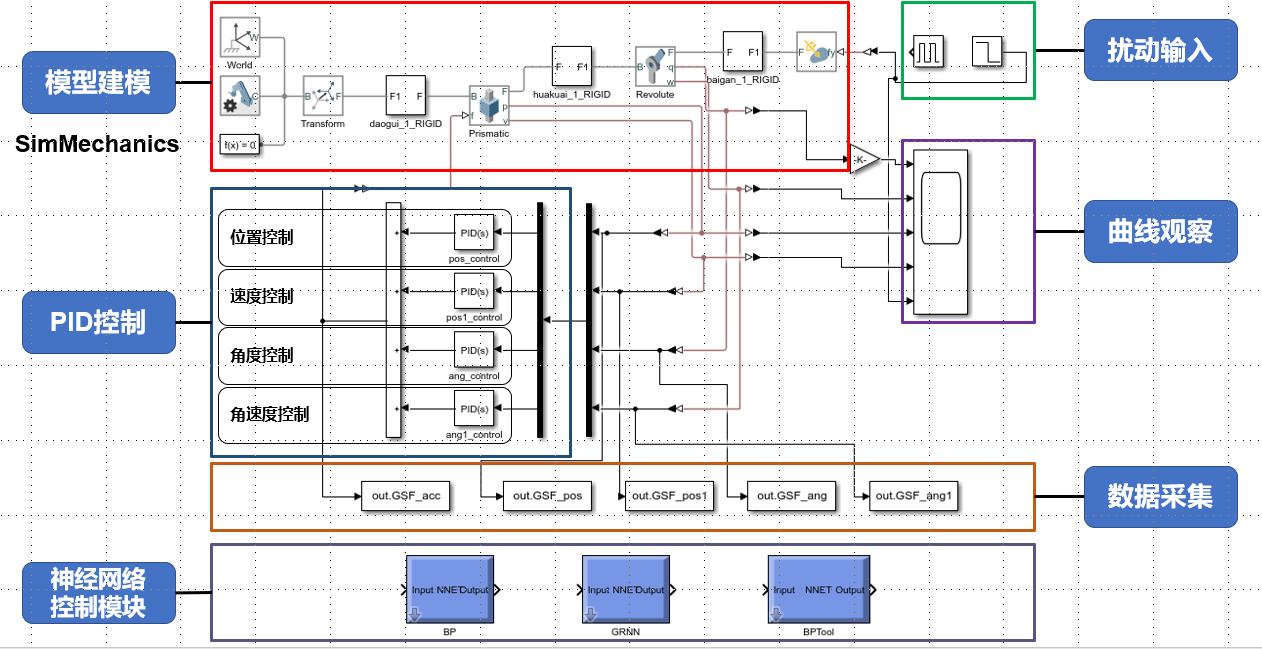 模型建模
SimMechanics
W
World
C
f(x) = 0
B
F
Transform
F1
F
daogui_1_RIGID
B
F
P
f
v
Prismatic
F
F1
huakuai_1_RIGID
B
F
q
w
Revolute
F
F1
baigan_1_RIGID
F
fy
扰动输入
-K-
曲线观察
PID控制
位置控制
PID(s)
pos_control
速度控制
PID(s)
pos1_control
角度控制
PID(s)
ang_control
角速度控制
PID(s)
ang1_control
out.GSF_acc
out.GSF_pos
out.GSF_pos1
out.GSF_ang
out.GSF_ang1
数据采集
神经网络
控制模块
Input NNET Output
BP
Input NNET Output
GRNN
Input NNET Output
BPTool